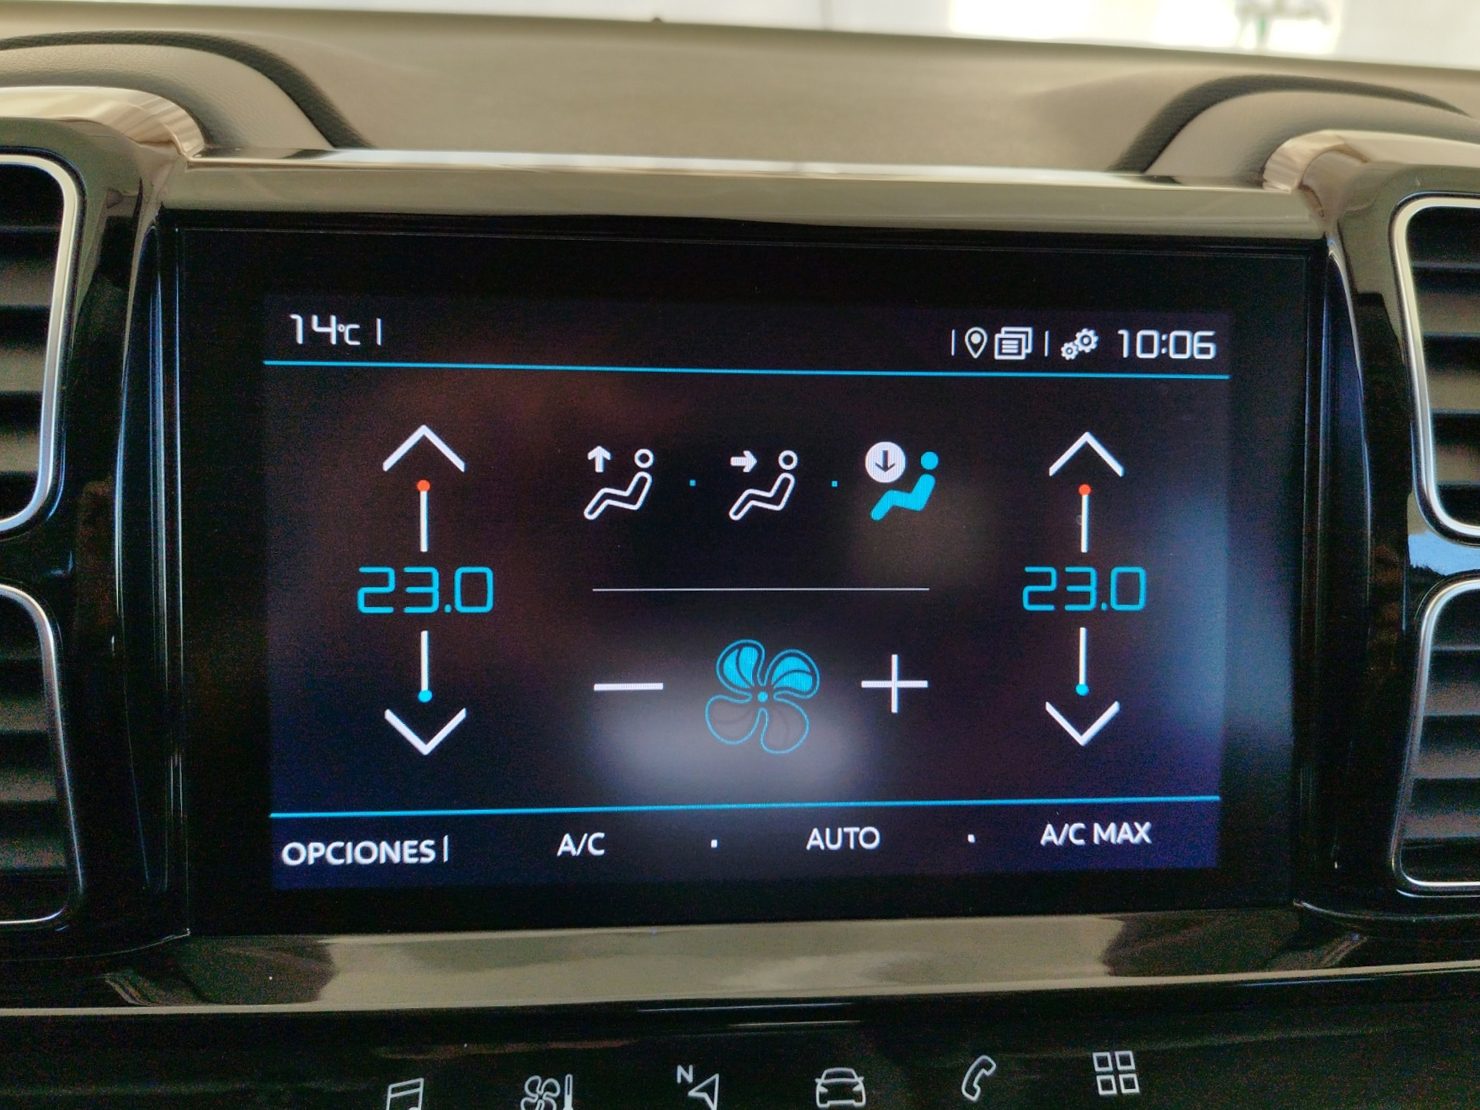 14°C
10:06
23.0
23.0
OPCIONES
A/C
AUTO
A/C MAX
N